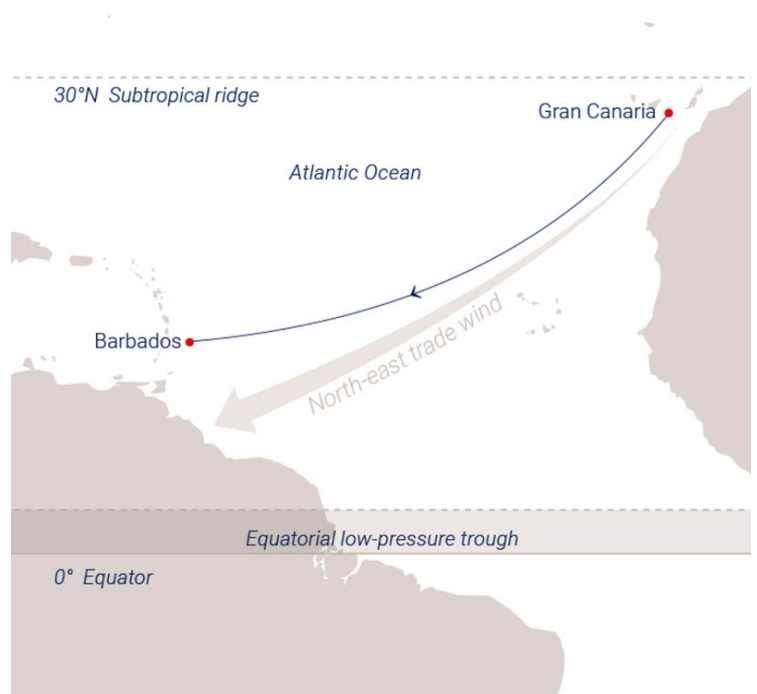 30°N Subtropical ridge
Gran Canaria
Atlantic Ocean
Barbados
North-east trade wind
Equatorial low-pressure trough
0° Equator